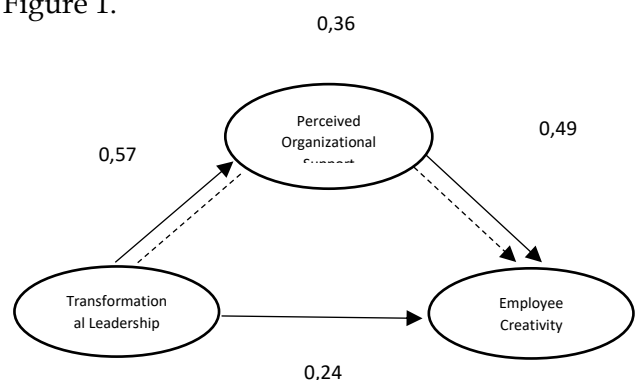 Figure 1.
0,36
Perceived
Organizational
0,49
0,57
Transformation
al Leadership
Employee
Creativity
0,24